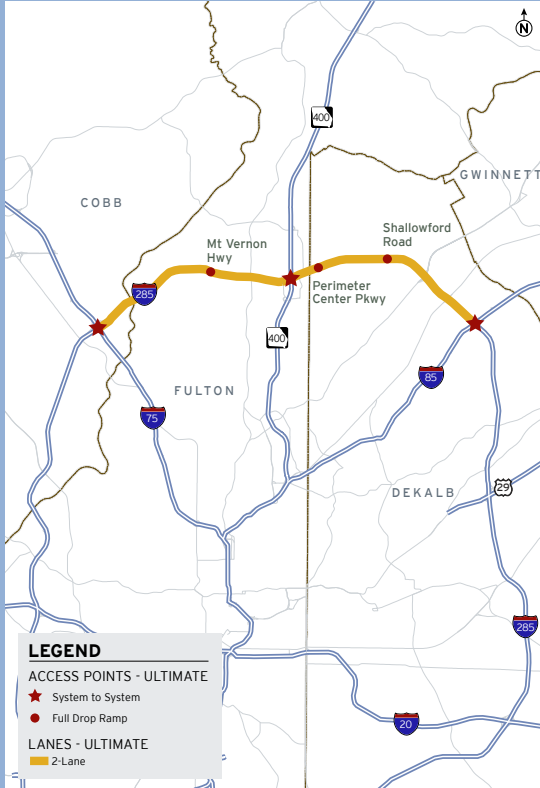 N
400
GWINNETT
COBB
Shallowford
Road
Mt Vernon
Hwy
Perimeter
Center Pkwy
285
400
85
FULTON
75
DEKALB
29
285
20
LEGEND
ACCESS POINTS - ULTIMATE
System to System
Full Drop Ramp
LANES - ULTIMATE
2-Lane